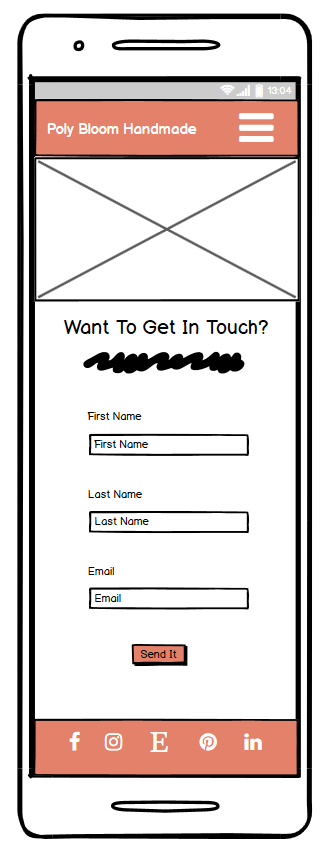 13:04
Poly Bloom Handmade
Want To Get In Touch?
First Name
First Name
Last Name
Last Name
Email
Email
Send It